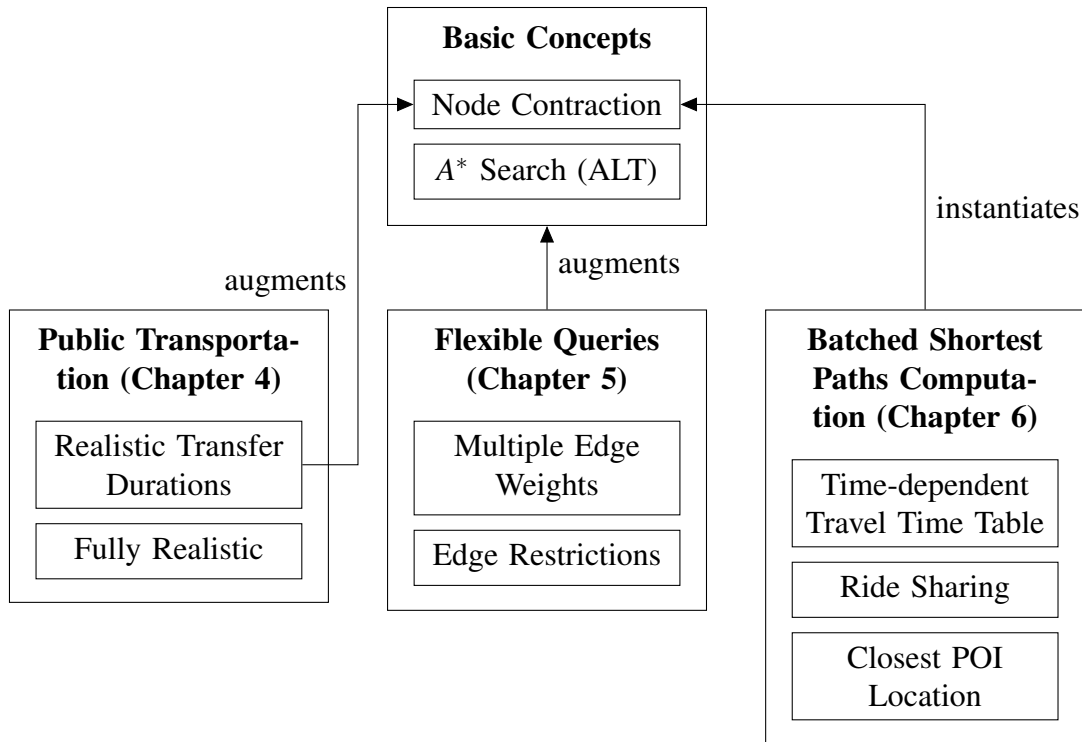 Basic Concepts
Node Contraction
A* Search (ALT)
instantiates
augments
augments
Public Transporta-
tion (Chapter 4)
Realistic Transfer
Durations
Fully Realistic
Flexible Queries
(Chapter 5)
Multiple Edge
Weights
Edge Restrictions
Batched Shortest
Paths Computa-
tion (Chapter 6)
Time-dependent
Travel Time Table
Ride Sharing
Closest POI
Location